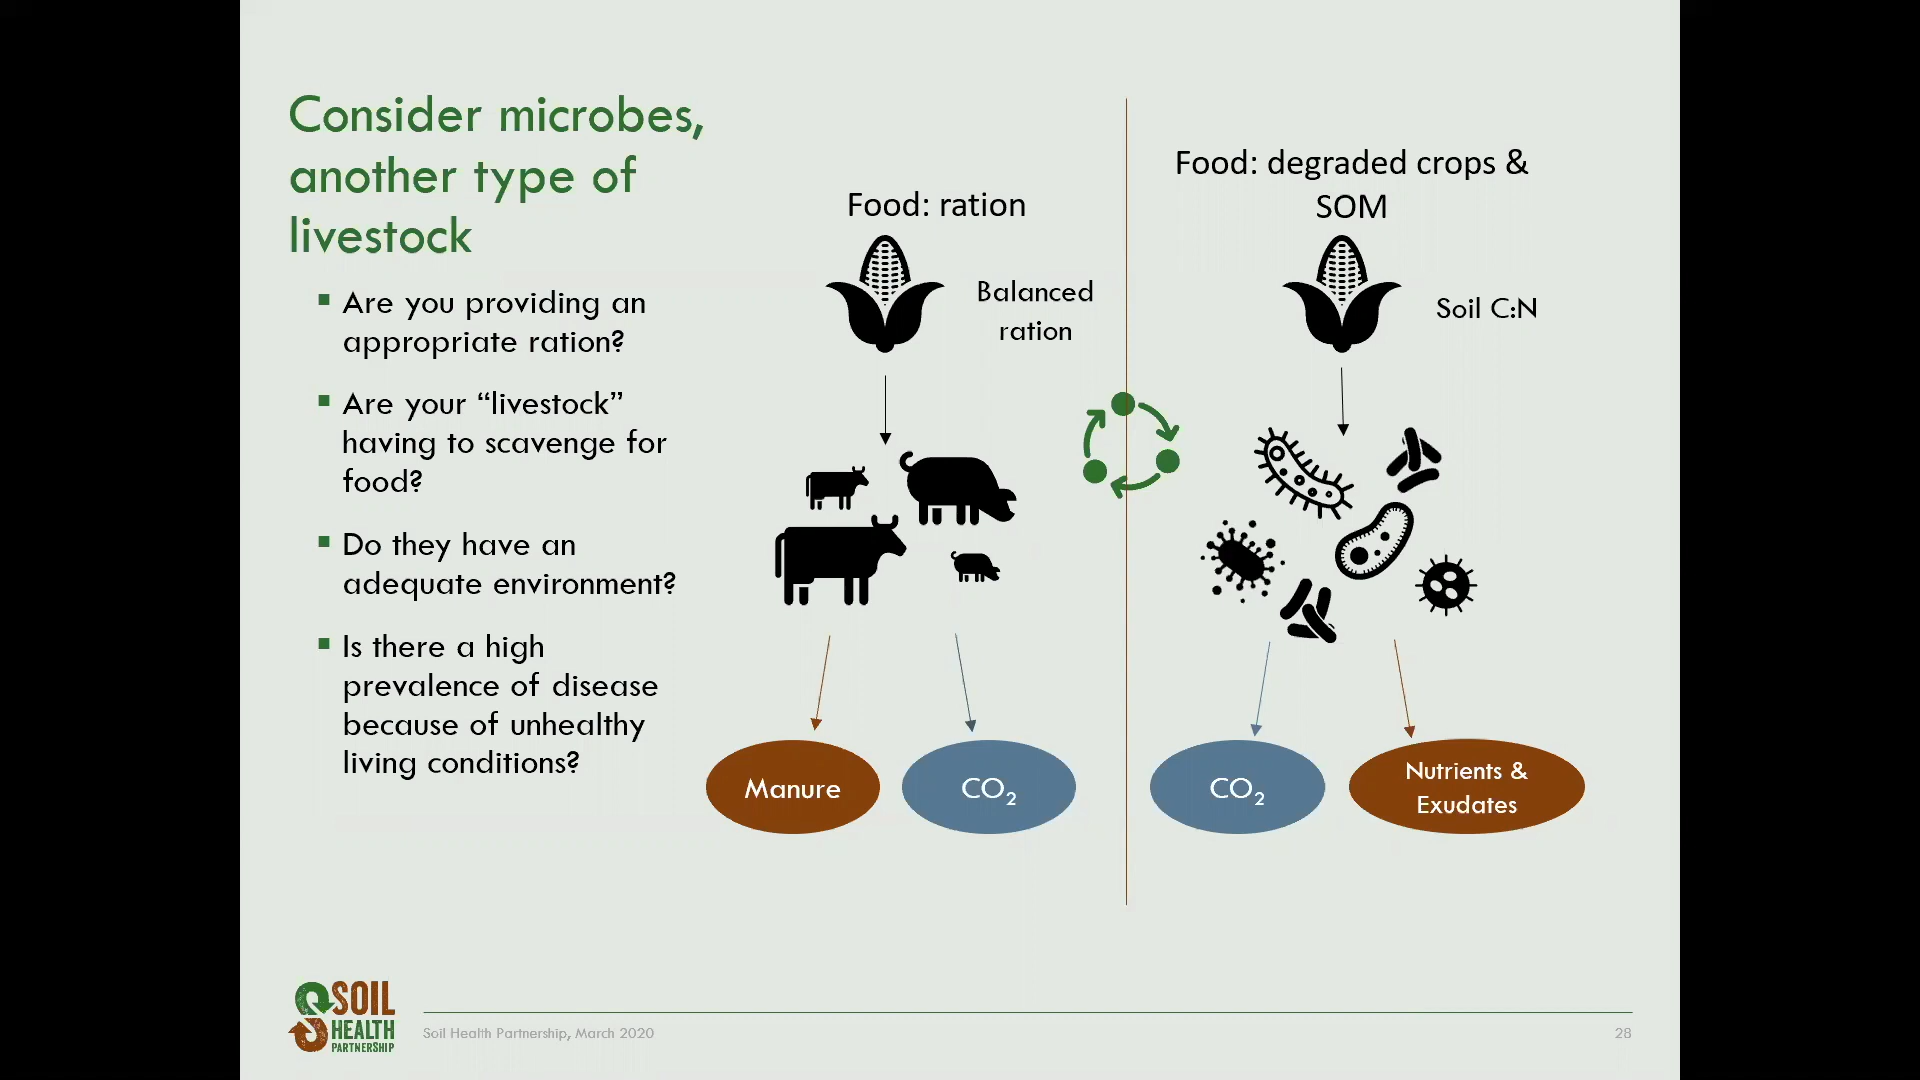 Consider microbes,
another type of
livestock
▪ Are you providing an
appropriate ration?
▪ Are your “livestock”
having to scavenge for
food?
▪ Do they have an
adequate environment?
▪ Is there a high
prevalence of disease
because of unhealthy
living conditions?
Food: ration
Balanced
ration
Manure
CO₂
Food: degraded crops &
SOM
Soil C:N
CO₂
Nutrients &
Exudates
SOIL
HEALTH
PARTNERSHIP
Soil Health Partnership, March 2020
28